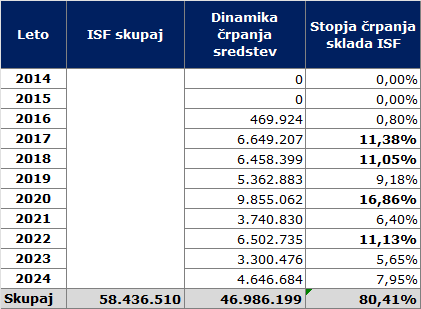 Leto ISF skupaj Dinamika črpanja sredstev Stopja črpanja sklada ISF
2014 0 0,00%
2015 0 0,00%
2016 469.924 0,80%
2017 6.649.207 11,38%
2018 6.458.399 11,05%
2019 5.362.883 9,18%
2020 9.855.062 16,86%
2021 3.740.830 6,40%
2022 6.502.735 11,13%
2023 3.300.476 5,65%
2024 4.646.684 7,95%
Skupaj 58.436.510 46.986.199 80,41%